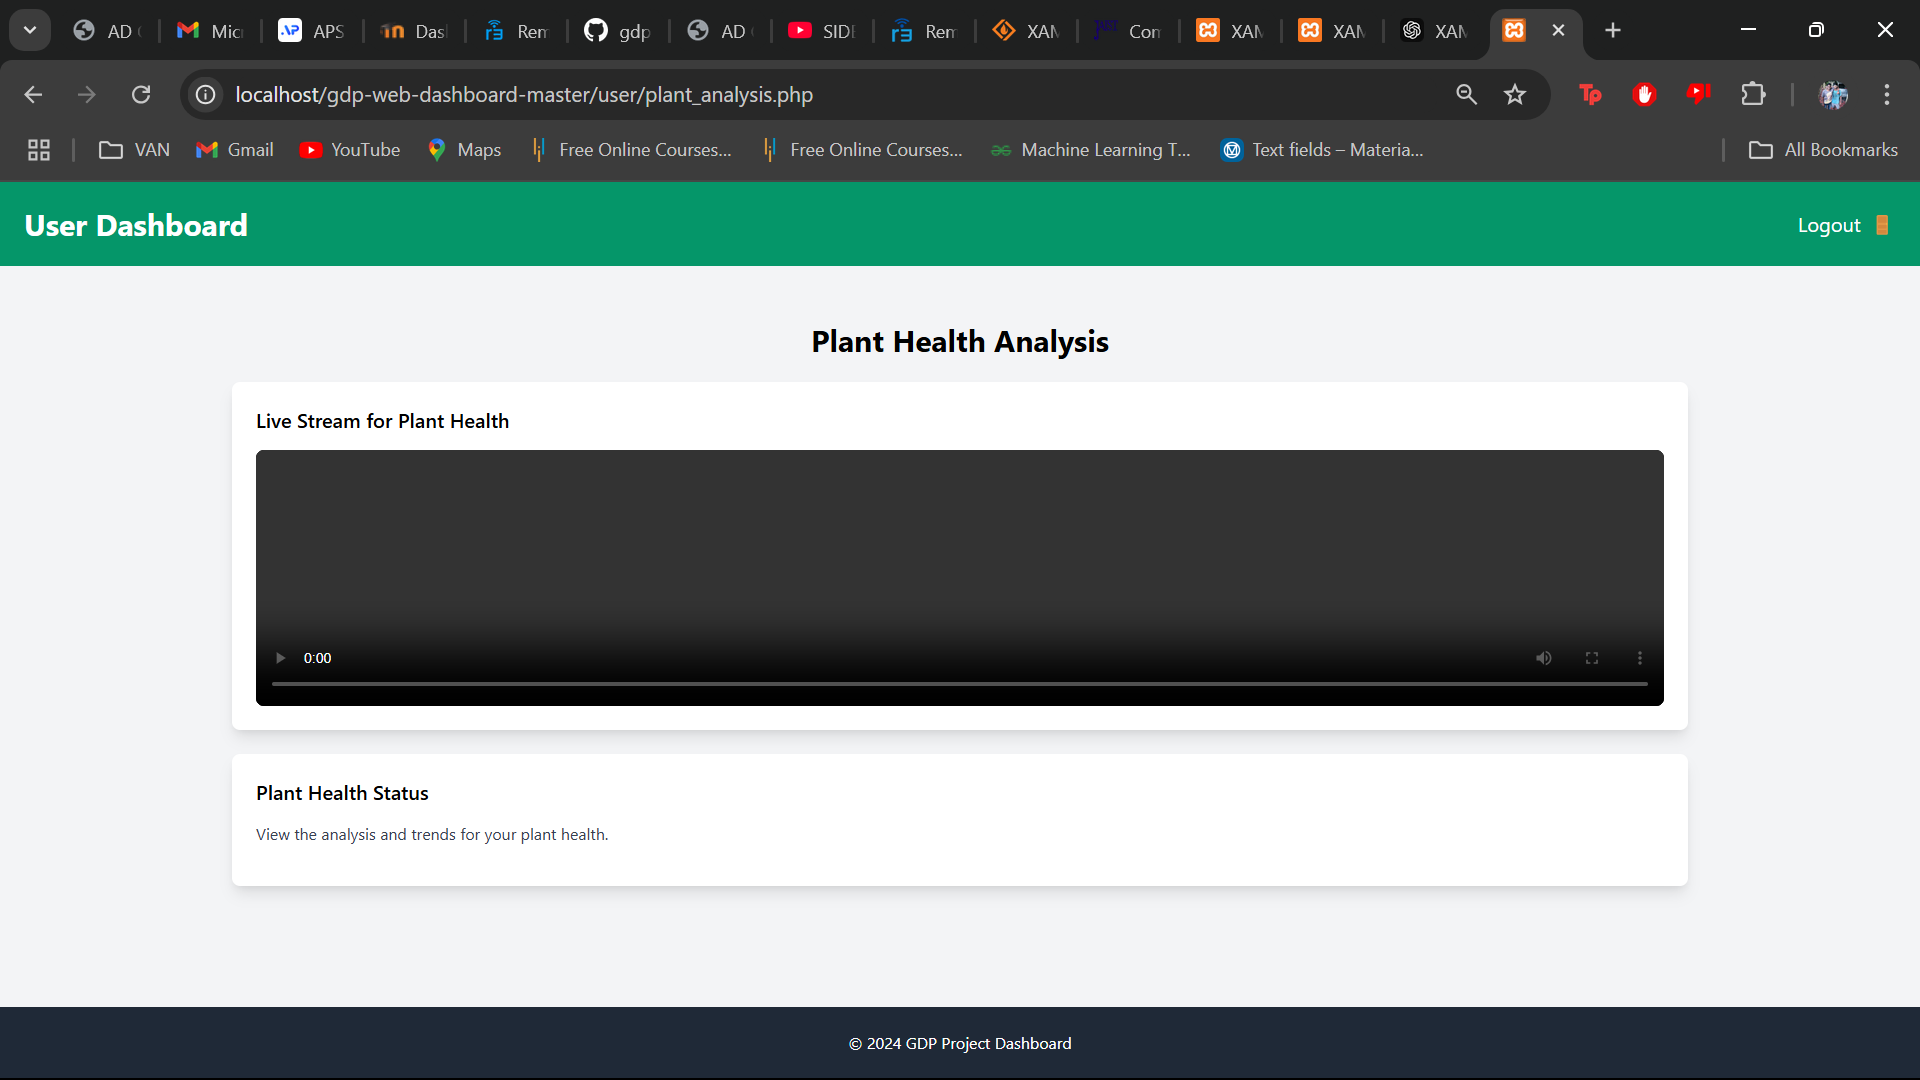 AD
Mic
APS
Das
Rem
gdp
AD
SIDE
Rem
XAM
Con
XAM
XAM
XAM
localhost/gdp-web-dashboard-master/user/plant_analysis.php
Tp
VAN
Gmail
YouTube
Maps
Free Online Courses...
Free Online Courses...
Machine Learning T...
Text fields – Materia...
All Bookmarks
User Dashboard
Logout
Plant Health Analysis
Live Stream for Plant Health
0:00
Plant Health Status
View the analysis and trends for your plant health.
© 2024 GDP Project Dashboard